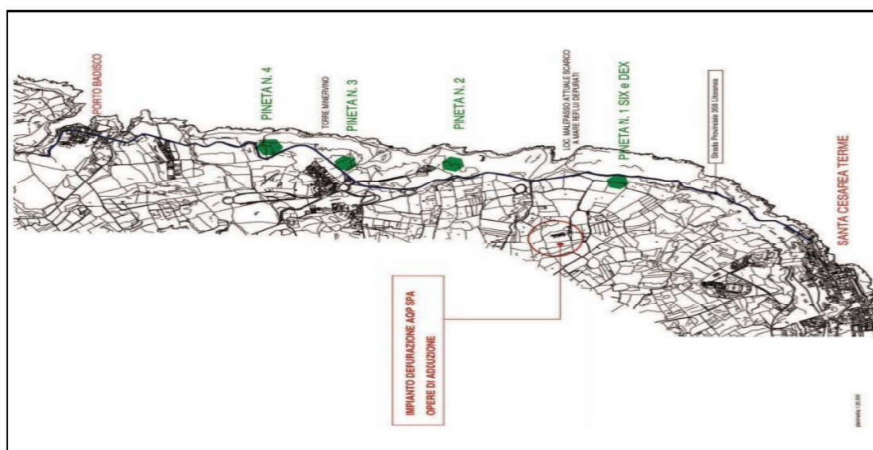 PORTO BADISCO
PINETA N. 4
TORRE MINERVINO
PINETA N. 3
PINETA N. 2
LOC. MALEPASSO ATTUALE SCARICO
A MARE REFLUI DEPURATI
PINETA N. 1 SIX e DEX
Strada Provinciale 358 Litoranea
SANTA CESAREA TERME
IMPIANTO DEPURAZIONE AQP SPA
OPERE DI ADDUZIONE